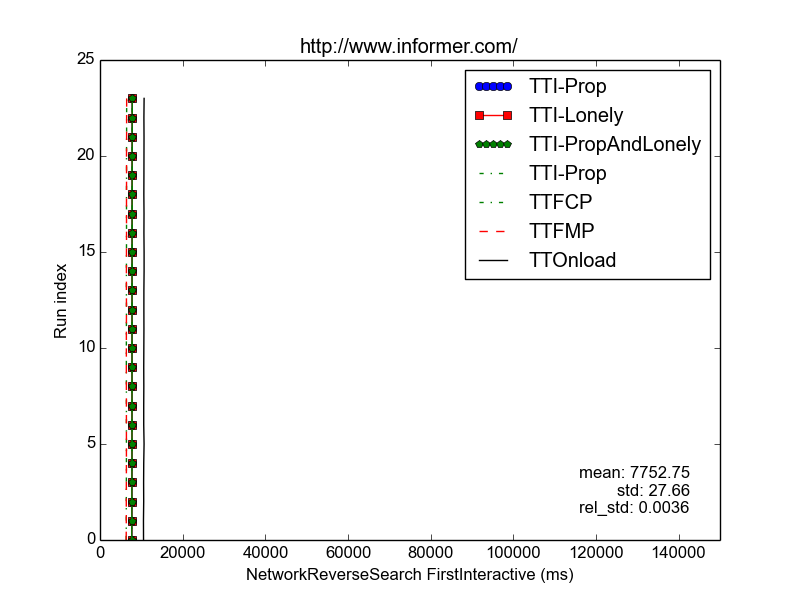 http://www.informer.com/
25
20
15
10
5
0
Run index
TTI-Prop
TTI-Lonely
TTI-PropAndLonely
TTI-Prop
TTFCP
TTFMP
TTOnload
mean: 7752.75
std: 27.66
rel_std: 0.0036
0 20000 40000 60000 80000 100000 120000 140000
NetworkReverseSearch FirstInteractive (ms)